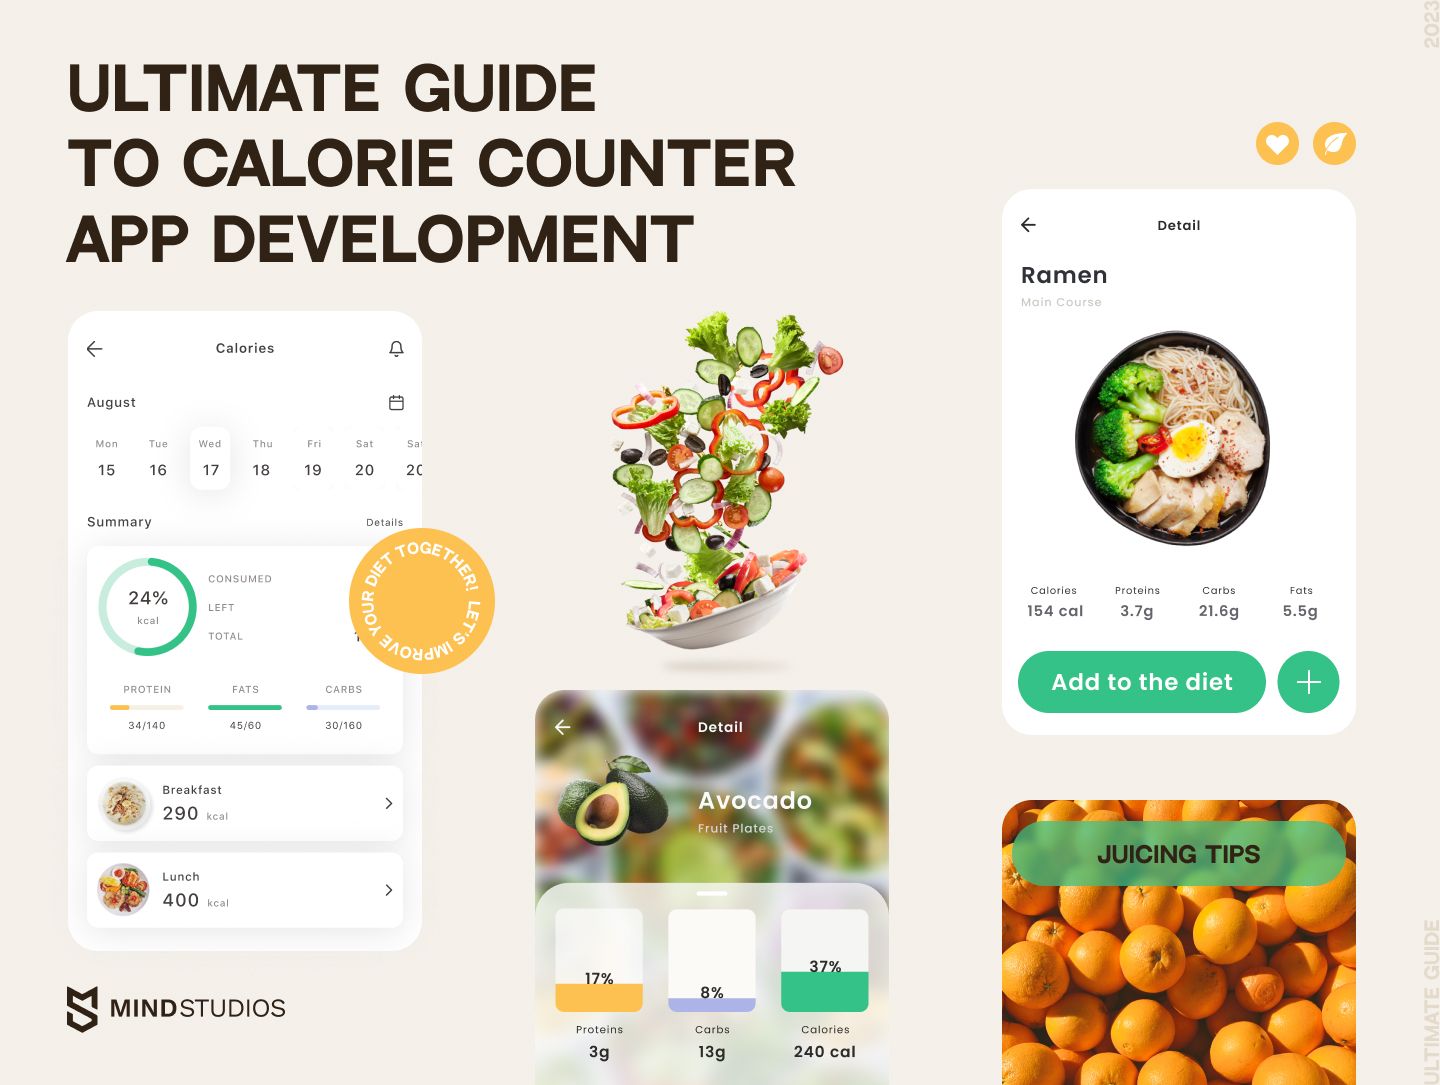 2023
ULTIMATE GUIDE
TO CALORIE COUNTER
APP DEVELOPMENT
Calories
August
Mon Tue Wed Thu Fri Sat Sat
15 16 17 18 19 20 20
Summary
Details
24%
kcal
CONSUMED
LEFT
TOTAL
LET'S IMPROVE YOUR DIET TOGETHER!
PROTEIN FATS CARBS
34/140 45/60 30/160
Breakfast
290 kcal
Lunch
400 kcal
MINDSTUDIOS
Detail
Avocado
Fruit Plates
17% 8% 37%
Proteins Carbs Calories
3g 13g 240 cal
Detail
Ramen
Main Course
Calories Proteins Carbs Fats
154 cal 3.7g 21.6g 5.5g
Add to the diet
JUICING TIPS
ULTIMATE GUIDE